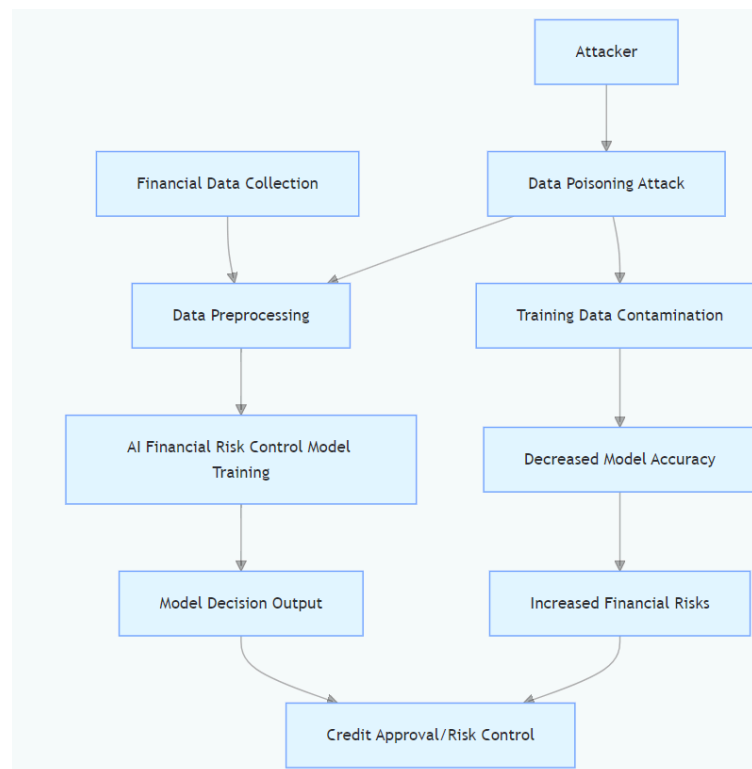 Attacker
Financial Data Collection
Data Poisoning Attack
Data Preprocessing
Training Data Contamination
AI Financial Risk Control Model
Training
Decreased Model Accuracy
Model Decision Output
Increased Financial Risks
Credit Approval/Risk Control